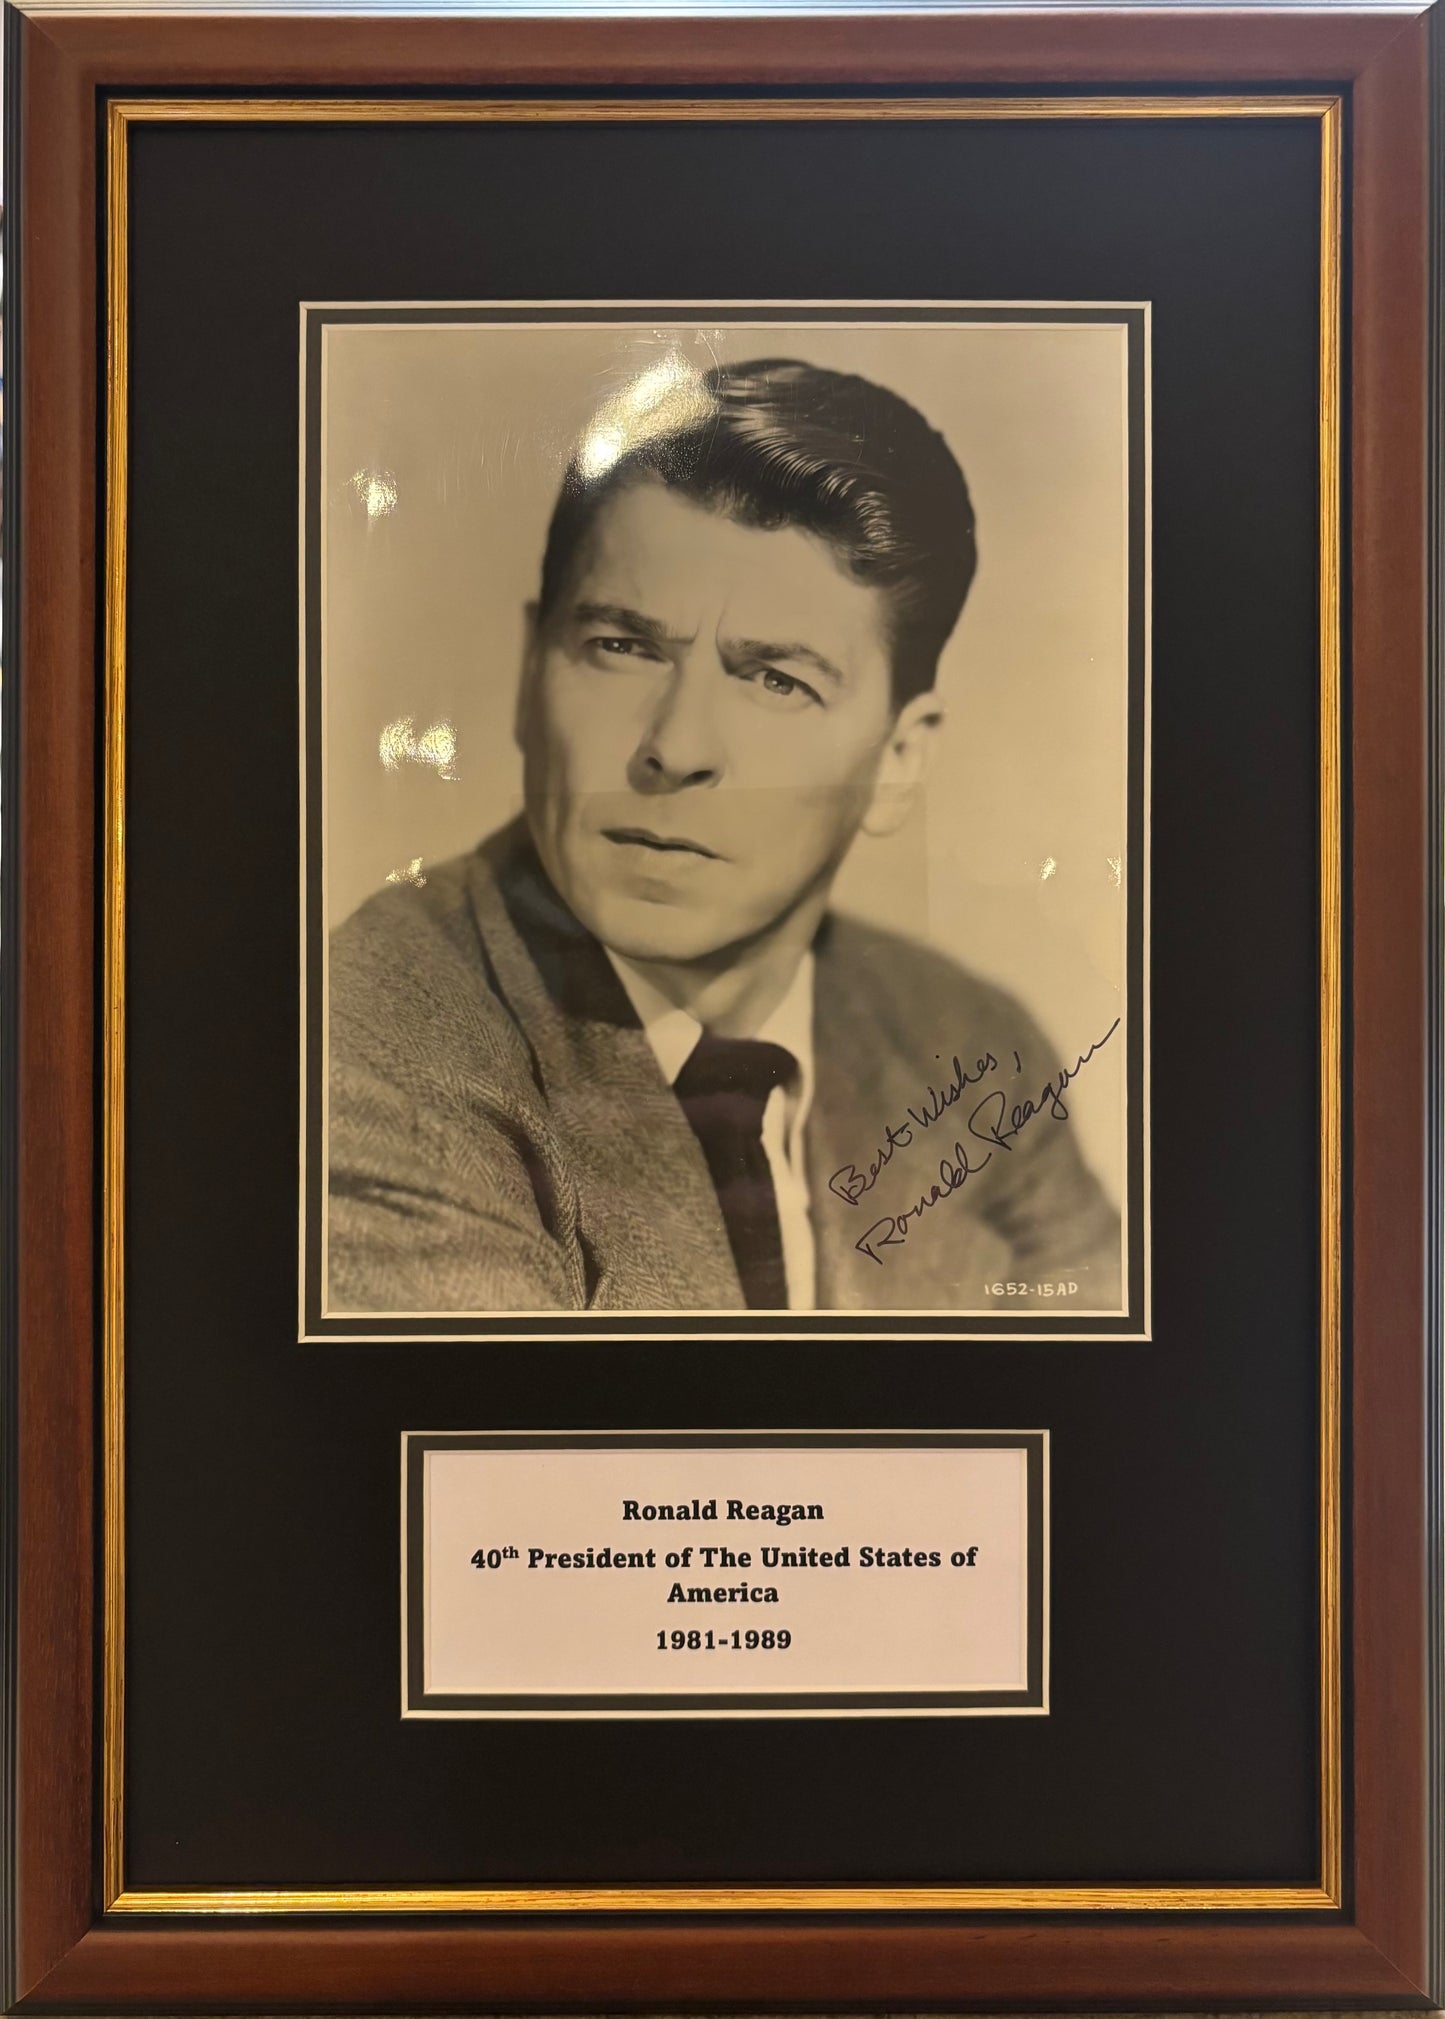 Best Wishes,
Ronald Reagan
1652-15AD
Ronald Reagan
40th President of The United States of
America
1981-1989